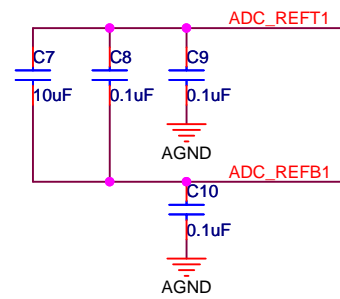 ADC_REFT1
C7
C8
C9
10uF
0.1uF
0.1uF
AGND
ADC_REFB1
C10
0.1uF
AGND